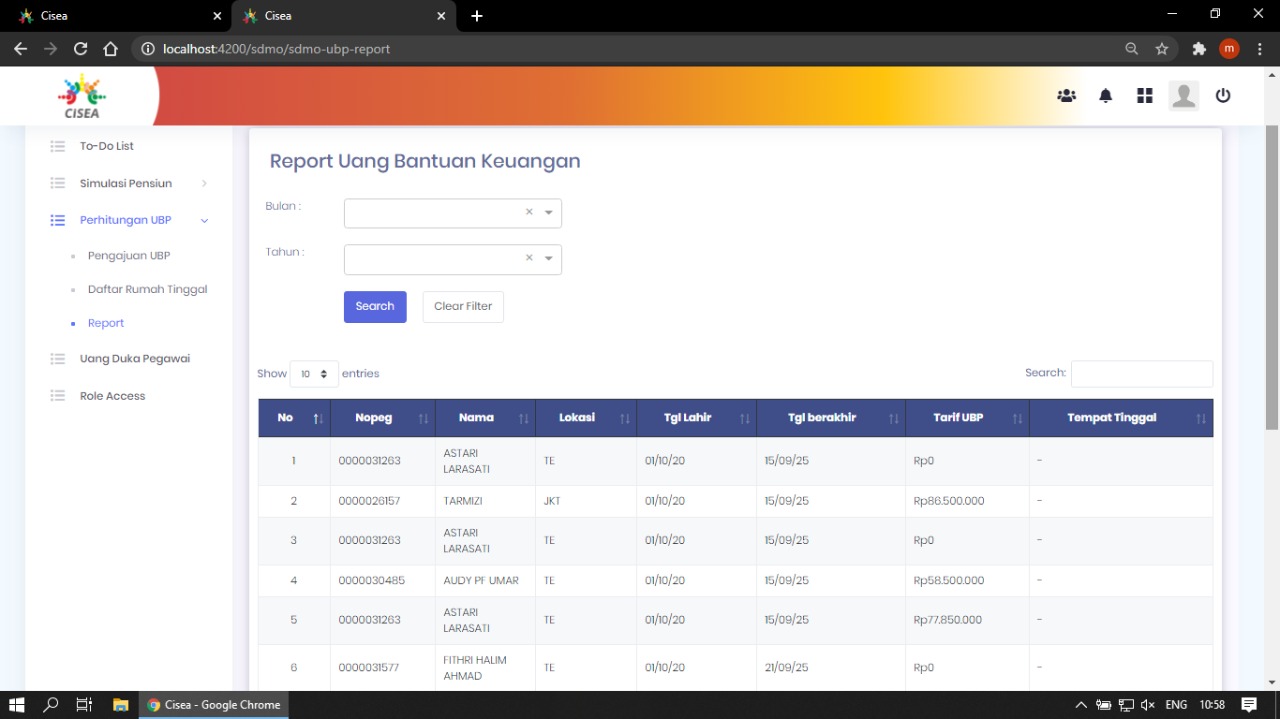 Cisea
Cisea
localhost:4200/sdmo/sdmo-ubp-report
m
CISEA
To-Do List
Simulasi Pensiun
Perhitungan UBP
Pengajuan UBP
Daftar Rumah Tinggal
Report
Uang Duka Pegawai
Role Access
Report Uang Bantuan Keuangan
Bulan :
Tahun :
Search Clear Filter
Show 10 entries Search:
No Nopeg Nama Lokasi Tgl Lahir Tgl berakhir Tarif UBP Tempat Tinggal
1 0000031263 ASTARI LARASATI TE 01/10/20 15/09/25 Rp0 -
2 0000026157 TARMIZI JKT 01/10/20 15/09/25 Rp86.500.000 -
3 0000031263 ASTARI LARASATI TE 01/10/20 15/09/25 Rp0 -
4 0000030485 AUDY PF UMAR TE 01/10/20 15/09/25 Rp58.500.000 -
5 0000031263 ASTARI LARASATI TE 01/10/20 15/09/25 Rp77.850.000 -
6 0000031577 FITHRI HALIM AHMAD TE 01/10/20 21/09/25 Rp0 -
Cisea - Google Chrome
ENG 10:58